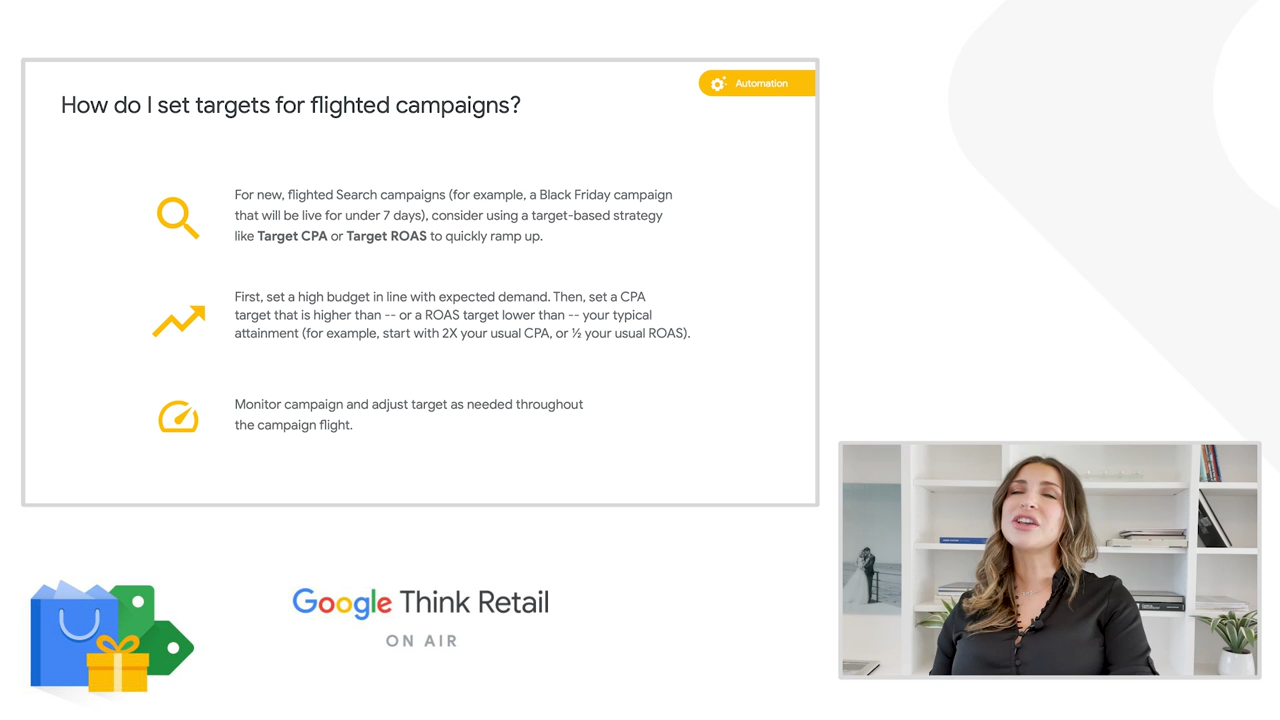 Automation
How do I set targets for flighted campaigns?
For new, flighted Search campaigns (for example, a Black Friday campaign
that will be live for under 7 days), consider using a target-based strategy
like Target CPA or Target ROAS to quickly ramp up.
First, set a high budget in line with expected demand. Then, set a CPA
target that is higher than -- or a ROAS target lower than -- your typical
attainment (for example, start with 2X your usual CPA, or ½ your usual ROAS).
Monitor campaign and adjust target as needed throughout
the campaign flight.
Google Think Retail
ON AIR